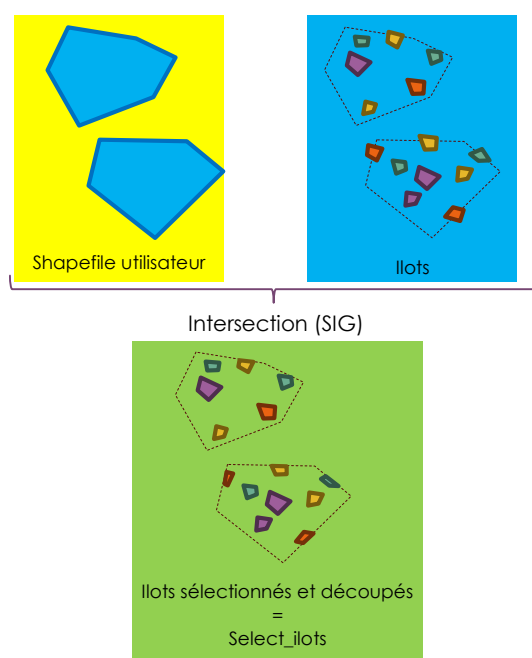 Shapefile utilisateur
Ilots
Intersection (SIG)
Ilots sélectionnés et découpés
=
Select_ilots